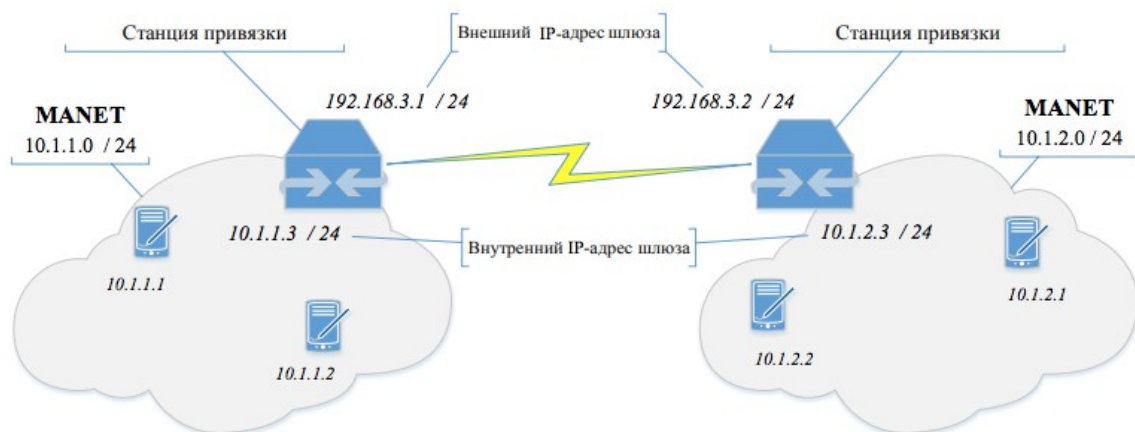 Станция привязки
Внешний IP-адрес шлюза
Станция привязки
192.168.3.1 / 24
192.168.3.2 / 24
MANET
10.1.1.0 / 24
MANET
10.1.2.0 / 24
10.1.1.3 / 24
Внутренний IP-адрес шлюза
10.1.2.3 / 24
10.1.1.1
10.1.2.1
10.1.1.2
10.1.2.2